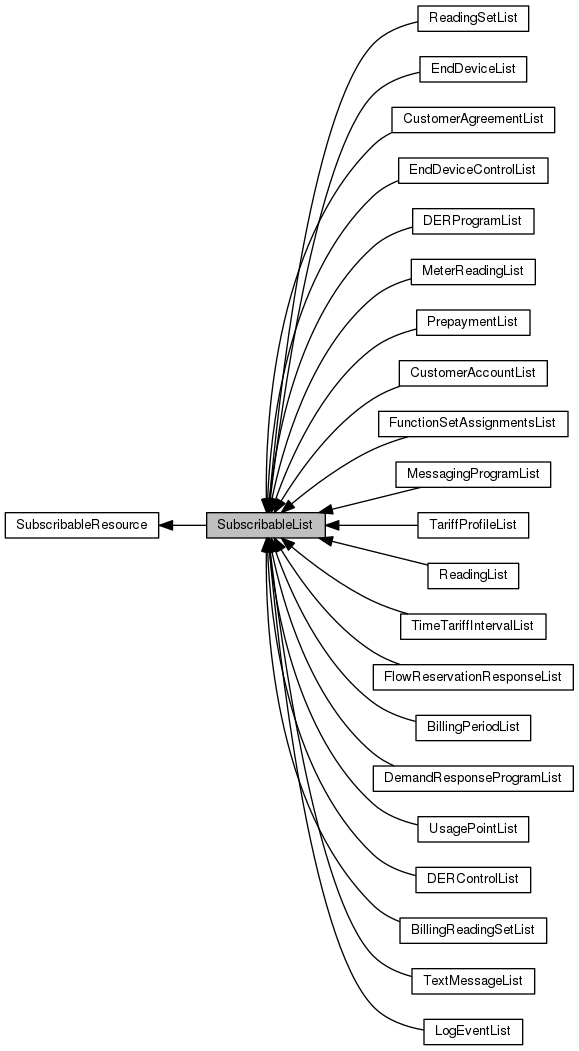 ReadingSetList
EndDeviceList
CustomerAgreementList
EndDeviceControlList
DERProgramList
MeterReadingList
PrepaymentList
CustomerAccountList
FunctionSetAssignmentsList
MessagingProgramList
SubscribableResource
SubscribableList
TariffProfileList
ReadingList
TimeTariffIntervalList
FlowReservationResponseList
BillingPeriodList
DemandResponseProgramList
UsagePointList
DERControlList
BillingReadingSetList
TextMessageList
LogEventList